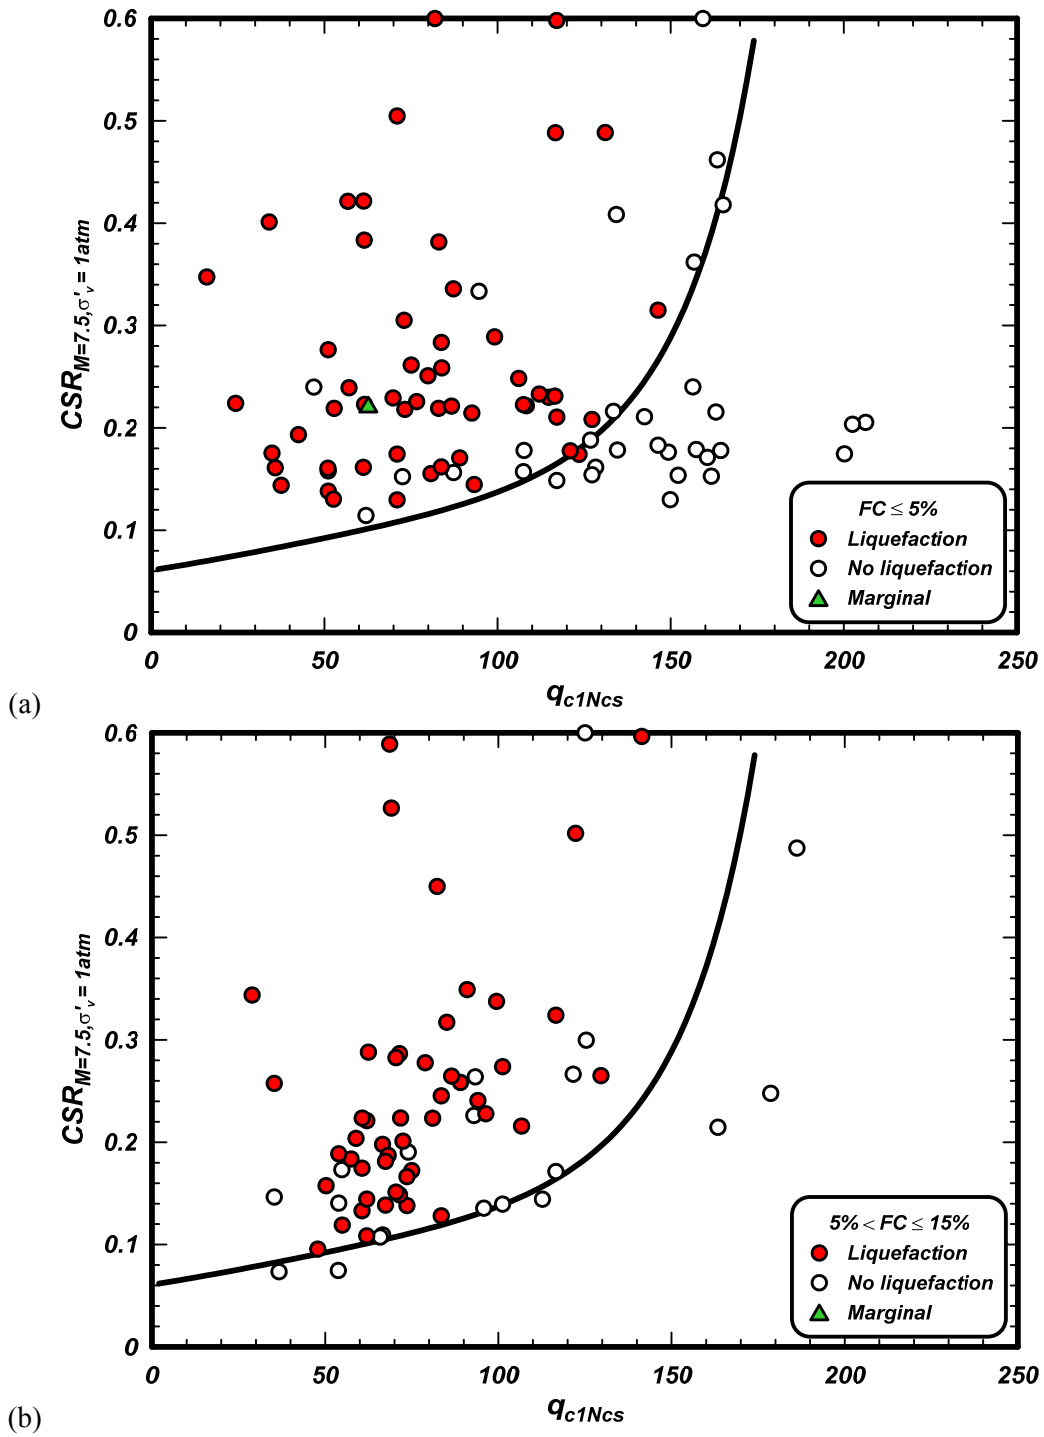 0.6
0.5
0.4
0.3
0.2
0.1
0
CSR M=7.5,σ'v = 1atm
FC ≤ 5%
Liquefaction
No liquefaction
Marginal
0 50 100 150 200 250
qc1Ncs
(a)
0.6
0.5
0.4
0.3
0.2
0.1
0
CSR M=7.5,σ'v = 1atm
5% < FC ≤ 15%
Liquefaction
No liquefaction
Marginal
0 50 100 150 200 250
qc1Ncs
(b)